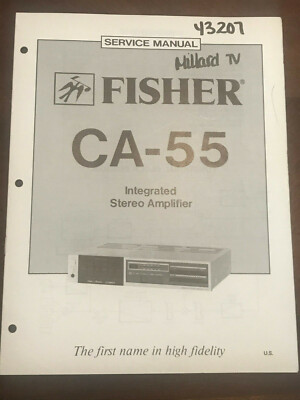 43207
SERVICE MANUAL
Millard TV
FISHER®
CA-55
Integrated
Stereo Amplifier
The first name in high fidelity
U.S.